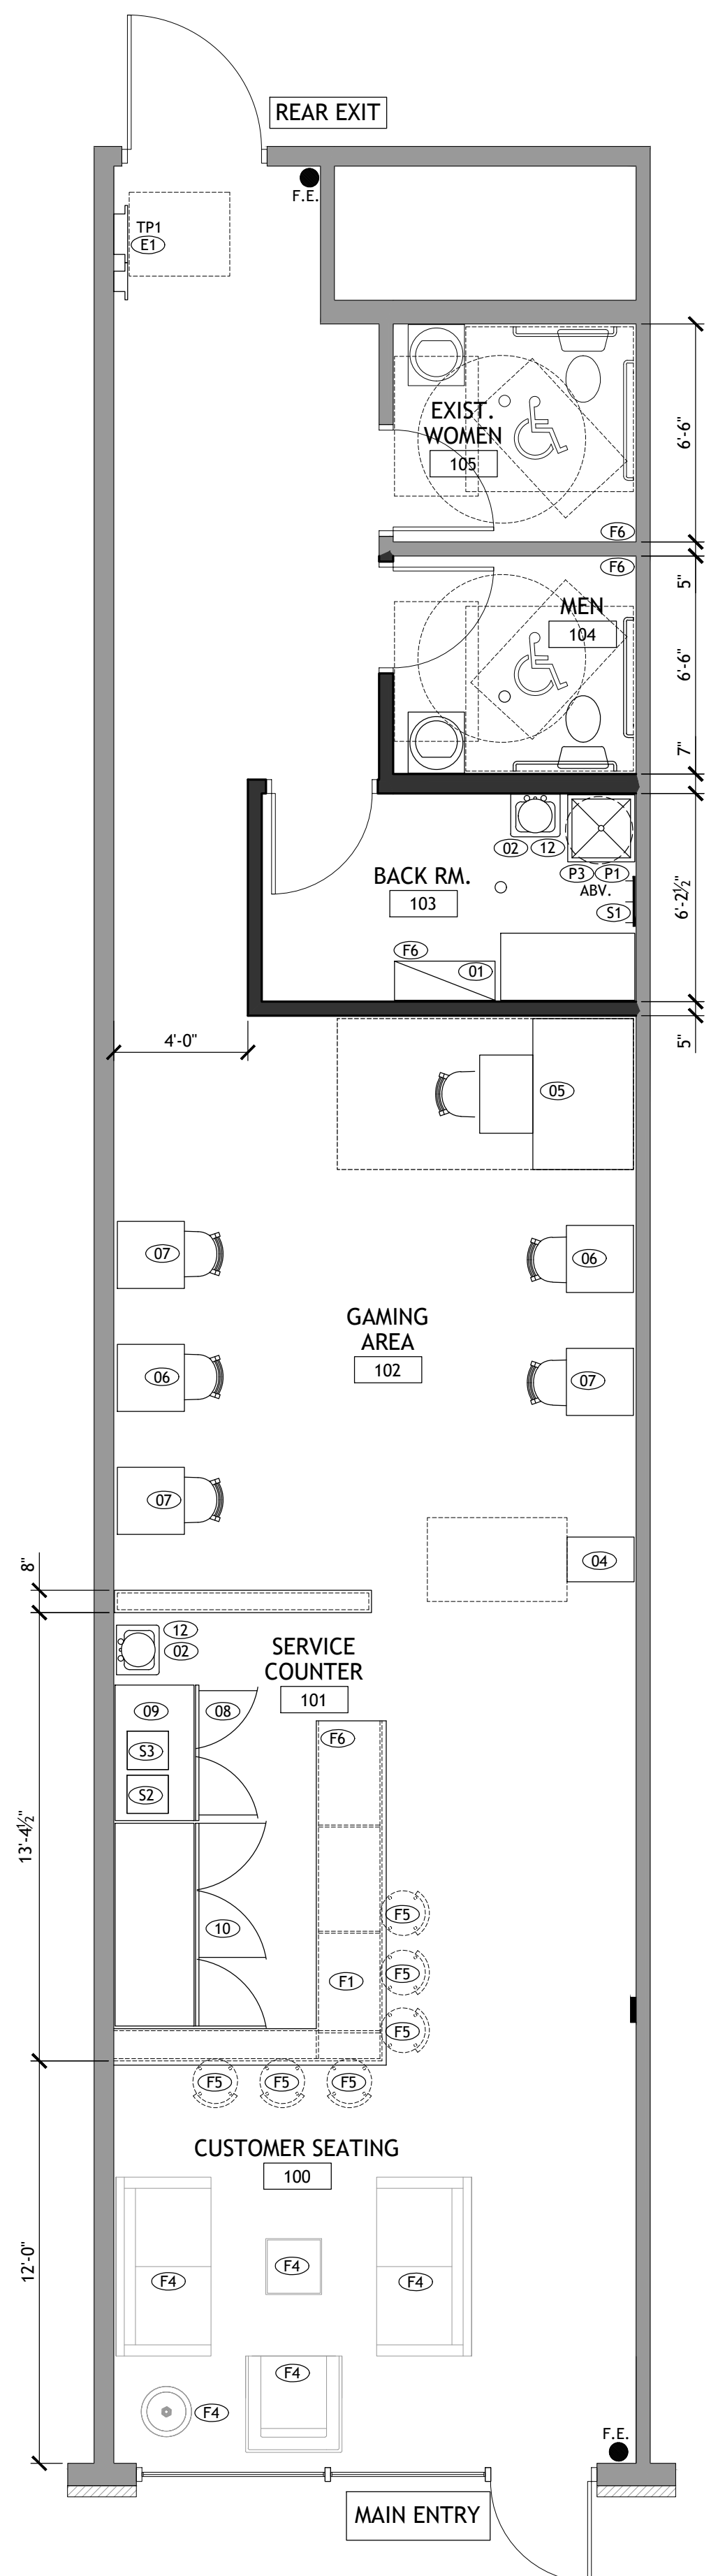 REAR EXIT
F.E.
TP1
E1
EXIST.
WOMEN
105
6'-6"
F6
F6
5"
MEN
104
6'-6"
7"
02
12
BACK RM.
103
P3
P1
ABV.
S1
6'-2½"
F6
01
4'-0"
5"
05
07
06
GAMING
AREA
102
06
07
07
04
8"
12
02
SERVICE
COUNTER
101
09
08
F6
S3
S2
13'-4½"
F5
10
F5
F1
F5
F5
F5
F5
CUSTOMER SEATING
100
F4
F4
F4
12'-0"
F4
F4
F.E.
MAIN ENTRY